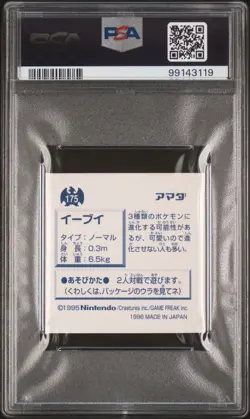 PSA
PSA
99143119
175
アマダ
イーブイ
タイプ：ノーマル
身長：0.3m
体重：6.5kg
3種類のポケモンに
進化する可能性が
あるが、可愛いので進
化させない人も多い。
●あそびかた● 2人対戦で遊びます。
(くわしくは、パッケージのウラを見てネ)
©1995 Nintendo/Creatures inc./GAME FREAK inc.
1996 MADE IN JAPAN